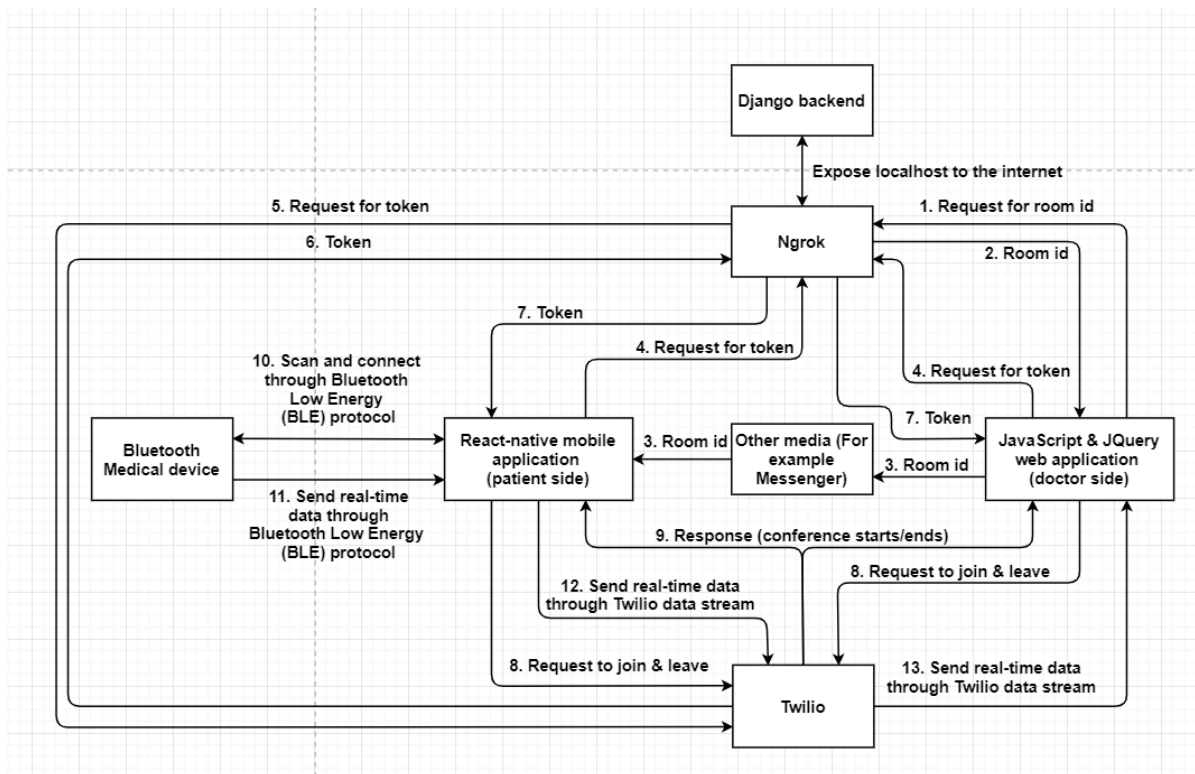 Django backend
Expose localhost to the internet
5. Request for token
1. Request for room id
6. Token
Ngrok
2. Room id
7. Token
4. Request for token
10. Scan and connect
through Bluetooth
Low Energy
(BLE) protocol
4. Request for token
7. Token
Bluetooth
Medical device
React-native mobile
application
(patient side)
3. Room id
Other media (For
example
Messenger)
3. Room id
JavaScript & JQuery
web application
(doctor side)
11. Send real-time
data through
Bluetooth Low Energy
(BLE) protocol
9. Response (conference starts/ends)
8. Request to join & leave
12. Send real-time data
through Twilio data stream
8. Request to join & leave
13. Send real-time data
through Twilio data stream
Twilio